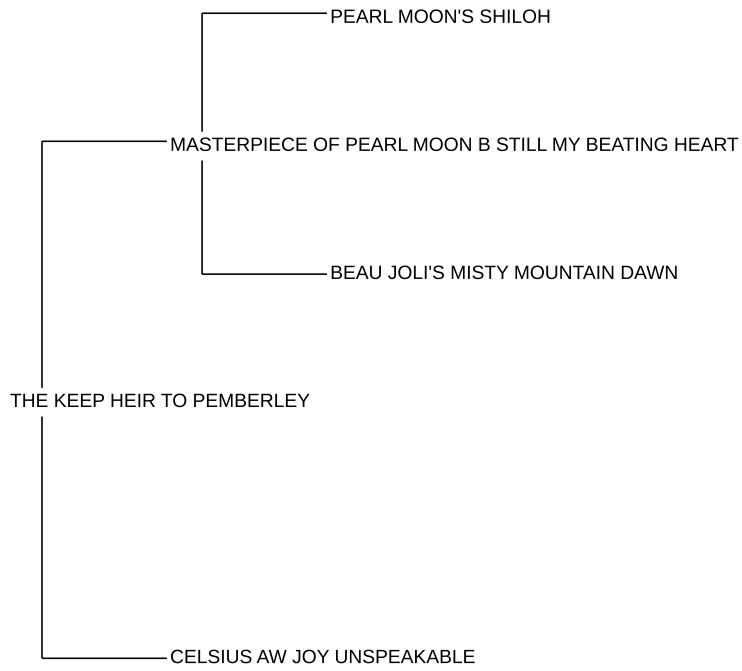 PEARL MOON'S SHILOH
MASTERPIECE OF PEARL MOON B STILL MY BEATING HEART
BEAU JOLI'S MISTY MOUNTAIN DAWN
THE KEEP HEIR TO PEMBERLEY
CELSIUS AW JOY UNSPEAKABLE